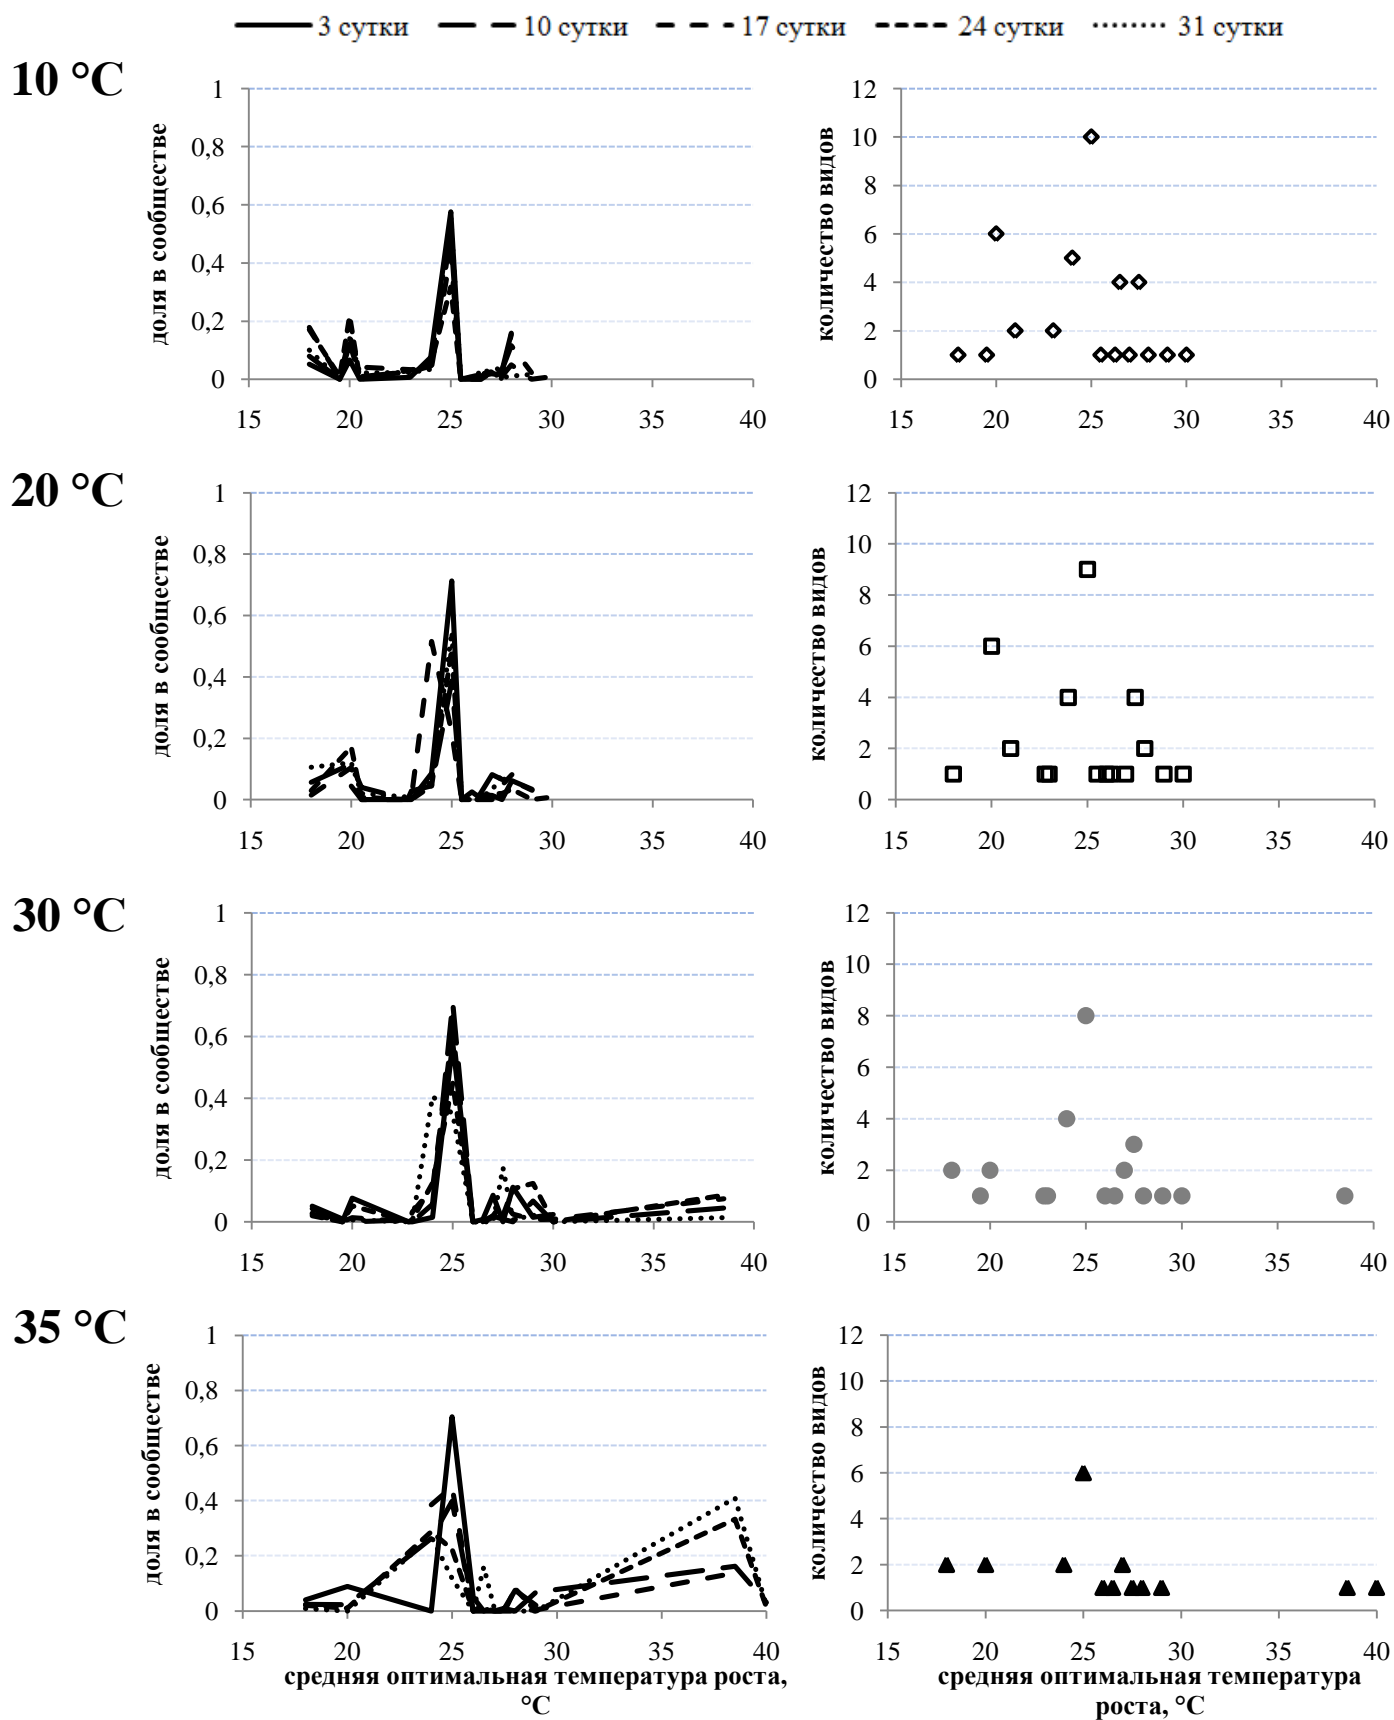 3 сутки 10 сутки 17 сутки 24 сутки 31 сутки
10 °C
доля в сообществе
1
0,8
0,6
0,4
0,2
0
15 20 25 30 35 40
количество видов
12
10
8
6
4
2
0
15 20 25 30 35 40
20 °C
доля в сообществе
1
0,8
0,6
0,4
0,2
0
15 20 25 30 35 40
количество видов
12
10
8
6
4
2
0
15 20 25 30 35 40
30 °C
доля в сообществе
1
0,8
0,6
0,4
0,2
0
15 20 25 30 35 40
количество видов
12
10
8
6
4
2
0
15 20 25 30 35 40
35 °C
доля в сообществе
1
0,8
0,6
0,4
0,2
0
15 20 25 30 35 40
средняя оптимальная температура роста,
°C
количество видов
12
10
8
6
4
2
0
15 20 25 30 35 40
средняя оптимальная температура
роста, °C